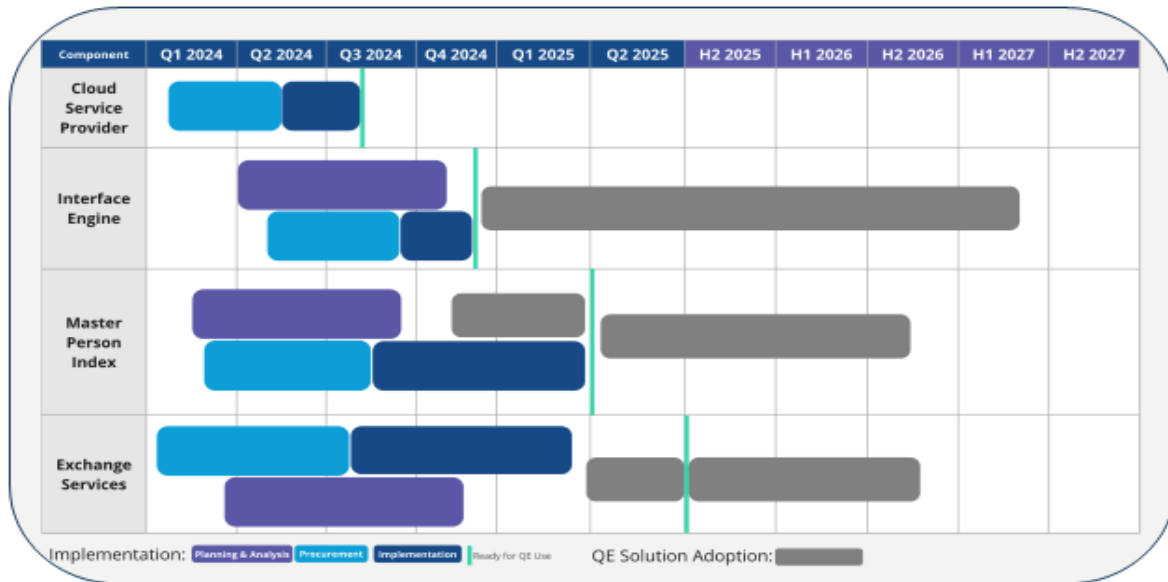 Component Q1 2024 Q2 2024 Q3 2024 Q4 2024 Q1 2025 Q2 2025 H2 2025 H1 2026 H2 2026 H1 2027 H2 2027
Cloud
Service
Provider
Interface
Engine
Master
Person
Index
Exchange
Services
Implementation: Planning & Analysis Procurement Implementation Ready for QE Use QE Solution Adoption: